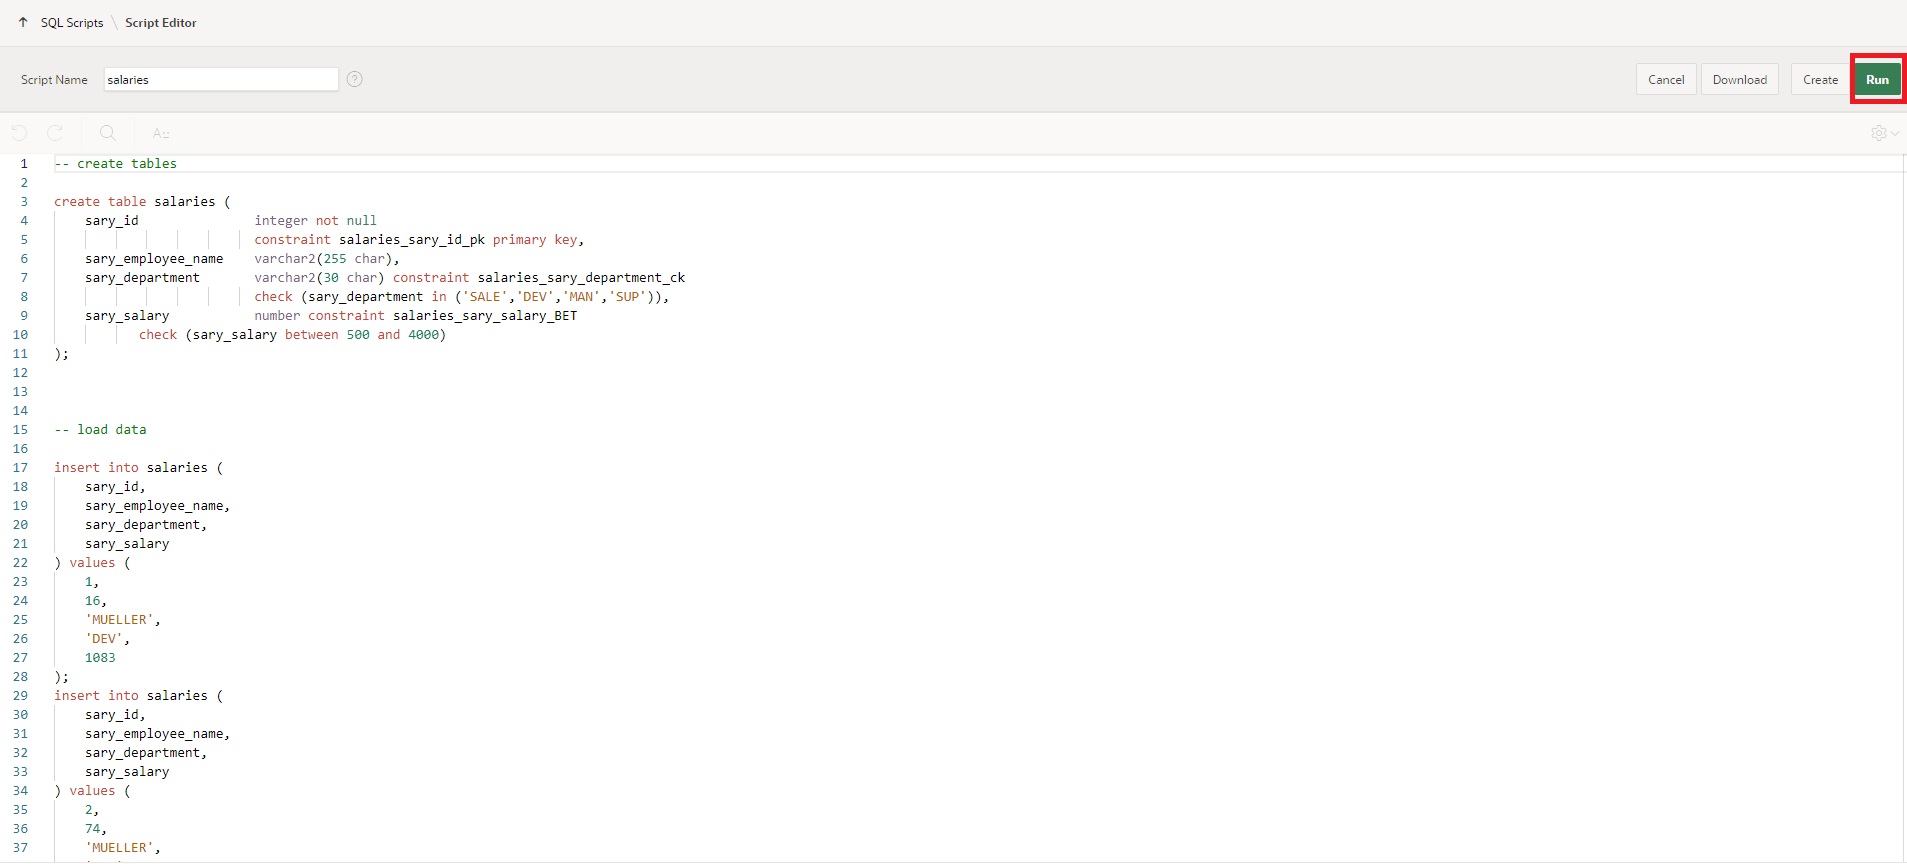 SQL Scripts \ Script Editor
Script Name salaries ? Cancel Download Create Run
A
1 -- create tables
2
3 create table salaries (
4 sary_id integer not null
5 constraint salaries_sary_id_pk primary key,
6 sary_employee_name varchar2(255 char),
7 sary_department varchar2(30 char) constraint salaries_sary_department_ck
8 check (sary_department in ('SALE','DEV','MAN','SUP')),
9 sary_salary number constraint salaries_sary_salary_BET
10 check (sary_salary between 500 and 4000)
11 );
12
13
14
15 -- load data
16
17 insert into salaries (
18 sary_id,
19 sary_employee_name,
20 sary_department,
21 sary_salary
22 ) values (
23 1,
24 16,
25 'MUELLER',
26 'DEV',
27 1083
28 );
29 insert into salaries (
30 sary_id,
31 sary_employee_name,
32 sary_department,
33 sary_salary
34 ) values (
35 2,
36 74,
37 'MUELLER',